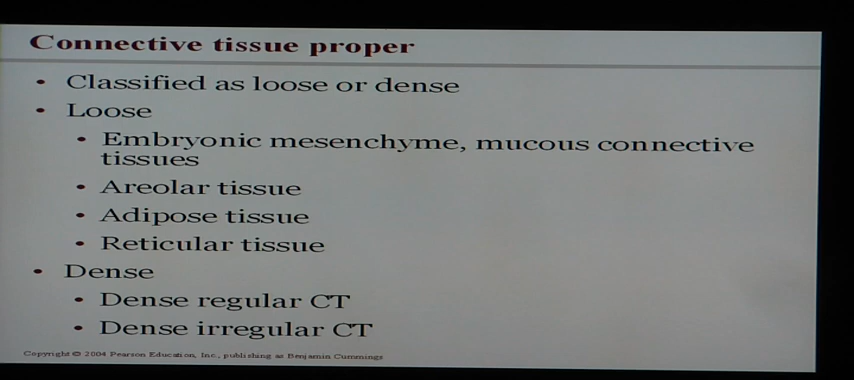 Connective tissue proper
• Classified as loose or dense
• Loose
• Embryonic mesenchyme, mucous connective
tissues
• Areolar tissue
• Adipose tissue
• Reticular tissue
• Dense
• Dense regular CT
• Dense irregular CT
Copyright © 2004 Pearson Education, Inc., publishing as Benjamin Cummings